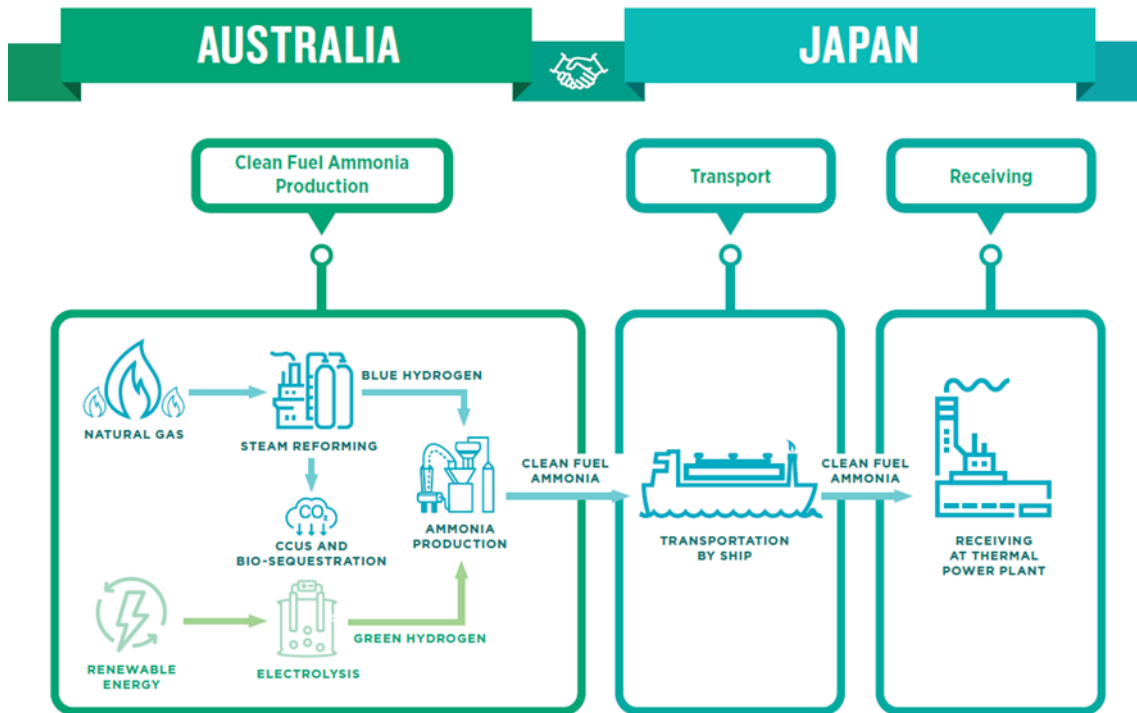 AUSTRALIA
JAPAN
Clean Fuel Ammonia
Production
Transport
Receiving
NATURAL GAS
STEAM REFORMING
BLUE HYDROGEN
CO₂
CCUS AND
BIO-SEQUESTRATION
AMMONIA
PRODUCTION
RENEWABLE
ENERGY
ELECTROLYSIS
GREEN HYDROGEN
CLEAN FUEL
AMMONIA
TRANSPORTATION
BY SHIP
CLEAN FUEL
AMMONIA
RECEIVING
AT THERMAL
POWER PLANT